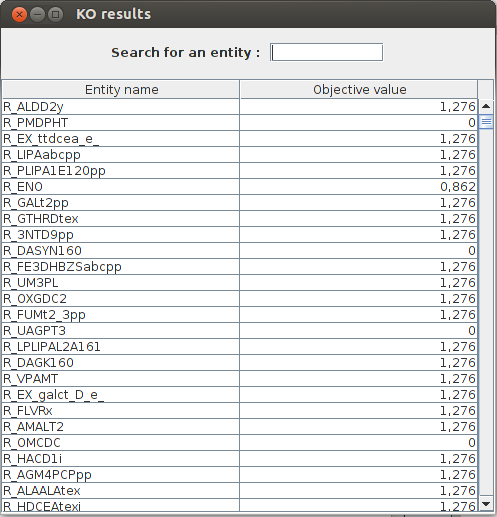 KO results
Search for an entity :
Entity name Objective value
R_ALDD2y 1,276
R_PMDPHT 0
R_EX_ttdcea_e_ 1,276
R_LIPAabcpp 1,276
R_PLIPA1E120pp 1,276
R_ENO 0,862
R_GALt2pp 1,276
R_GTHRDtex 1,276
R_3NTD9pp 1,276
R_DASYN160 0
R_FE3DHBZSabcpp 1,276
R_UM3PL 1,276
R_OXGDC2 1,276
R_FUMt2_3pp 1,276
R_UAGPT3 0
R_LPLIPAL2A161 1,276
R_DAGK160 1,276
R_VPAMT 1,276
R_EX_galct_D_e_ 1,276
R_FLVRx 1,276
R_AMALT2 1,276
R_OMCDC 0
R_HACD1i 1,276
R_AGM4PCPpp 1,276
R_ALAALAtex 1,276
R_HDCEAtexi 1,276